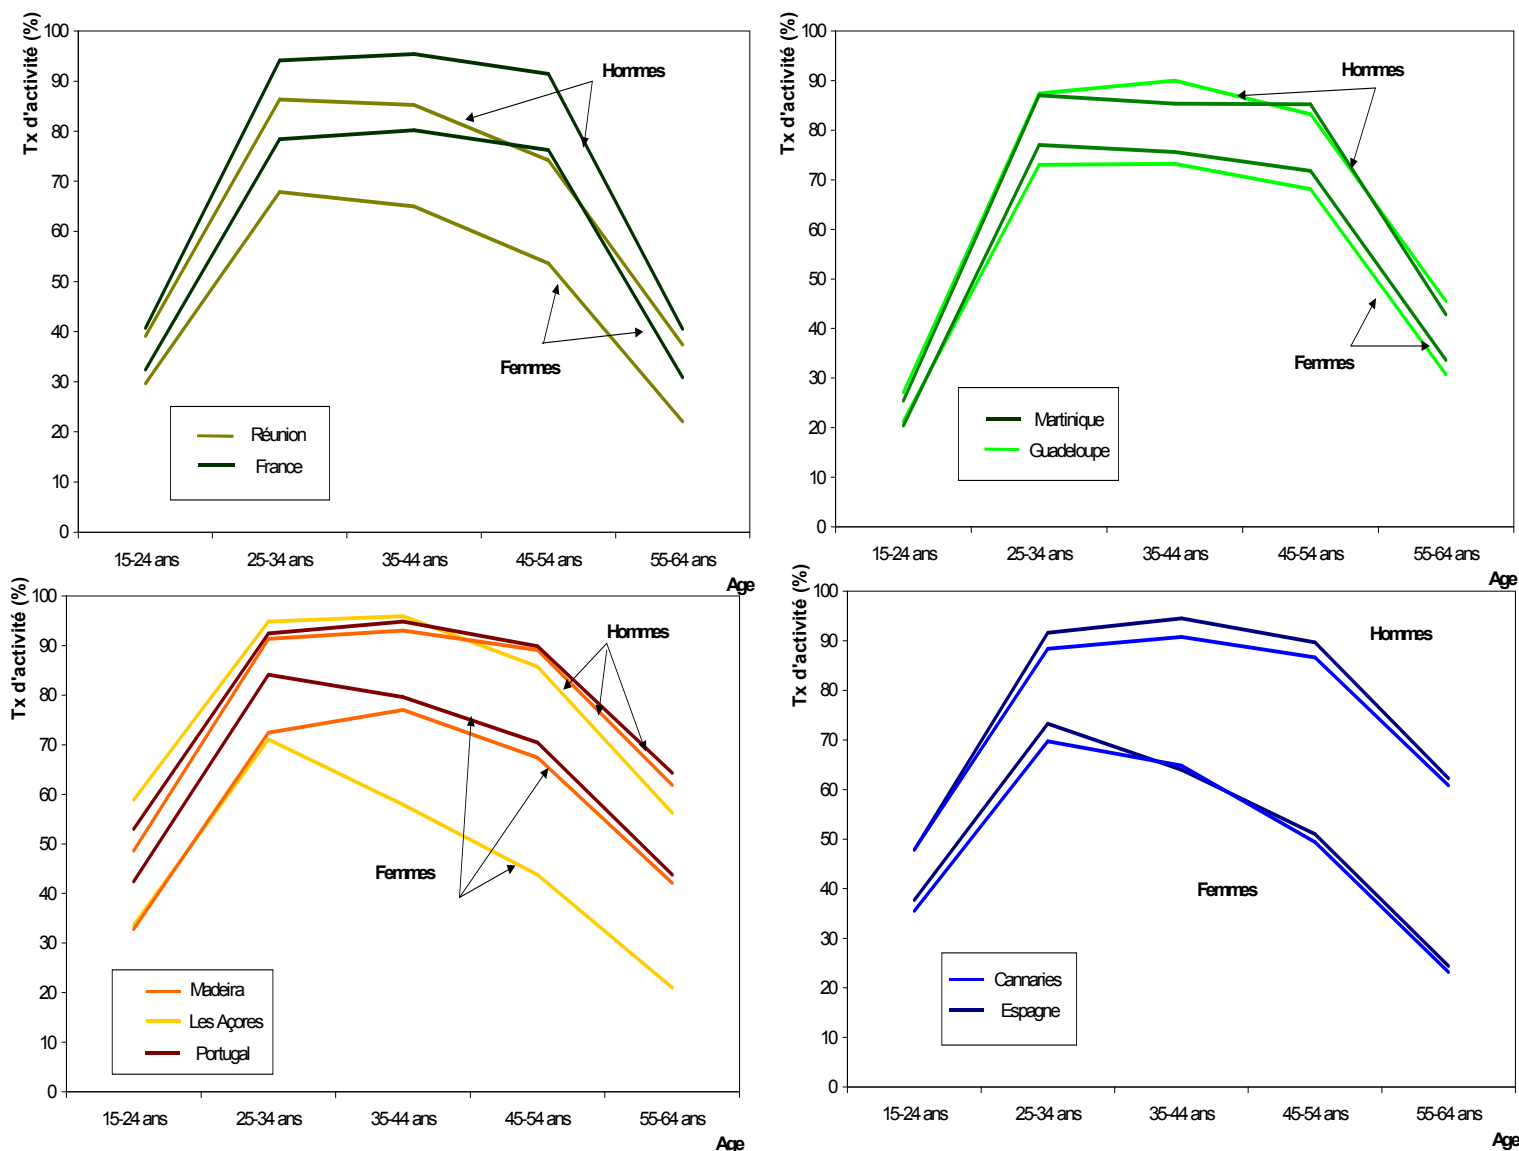 Tx d'activité (%)
100
90
80
70
60
50
40
30
20
10
0
Hommes
Femmes
Réunion
France
15-24 ans 25-34 ans 35-44 ans 45-54 ans 55-64 ans
Age
Tx d'activité (%)
100
90
80
70
60
50
40
30
20
10
0
Hommes
Femmes
Martinique
Guadeloupe
15-24 ans 25-34 ans 35-44 ans 45-54 ans 55-64 ans
Age
Tx d'activité (%)
100
90
80
70
60
50
40
30
20
10
0
Hommes
Femmes
Madeira
Les Açores
Portugal
15-24 ans 25-34 ans 35-44 ans 45-54 ans 55-64 ans
Age
Tx d'activité (%)
100
90
80
70
60
50
40
30
20
10
0
Hommes
Femmes
Cannaries
Espagne
15-24 ans 25-34 ans 35-44 ans 45-54 ans 55-64 ans
Age